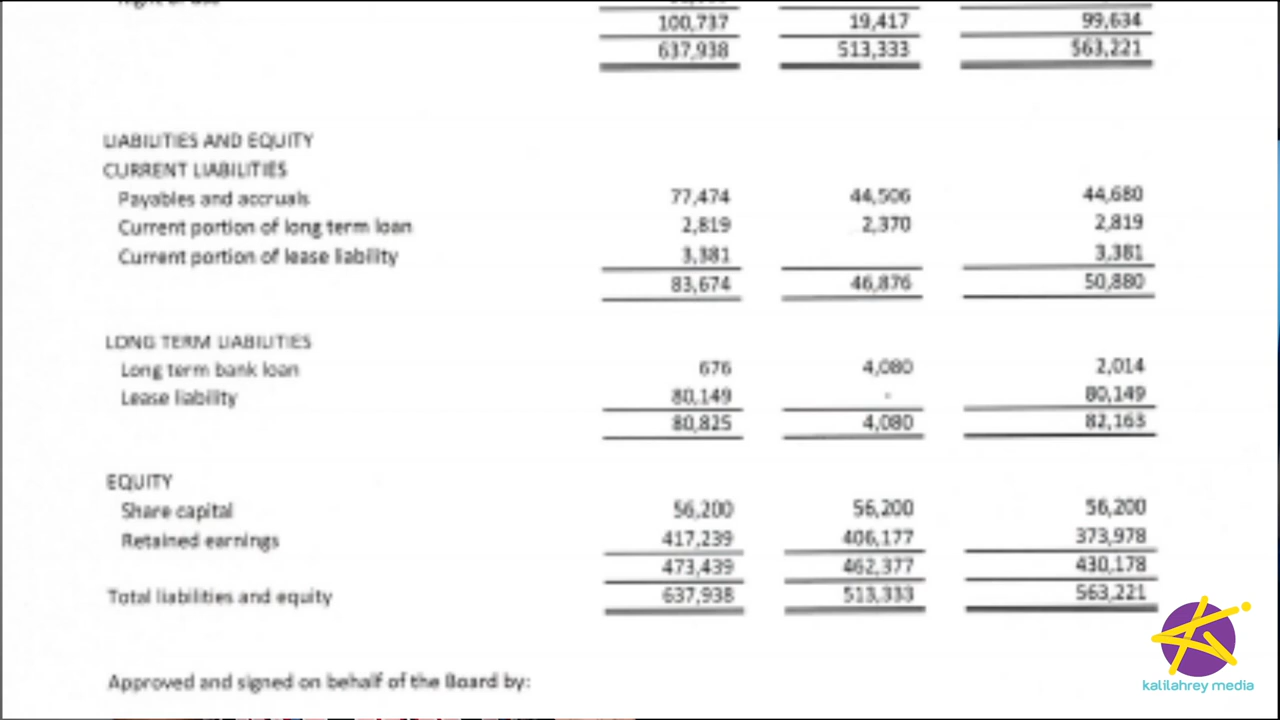 100,737 19,417 99,634
637,938 513,333 563,221
LIABILITIES AND EQUITY
CURRENT LIABILITIES
Payables and accruals 77,474 44,506 44,680
Current portion of long term loan 2,819 2,370 2,819
Current portion of lease liability 3,381 3,381
83,674 46,876 50,880
LONG TERM LIABILITIES
Long term bank loan 676 4,080 2,014
Lease liability 80,149 - 80,149
80,825 4,080 82,163
EQUITY
Share capital 56,200 56,200 56,200
Retained earnings 417,239 406,177 373,978
473,439 462,377 430,178
Total liabilities and equity 637,938 513,333 563,221
Approved and signed on behalf of the Board by:
kalilahrey media